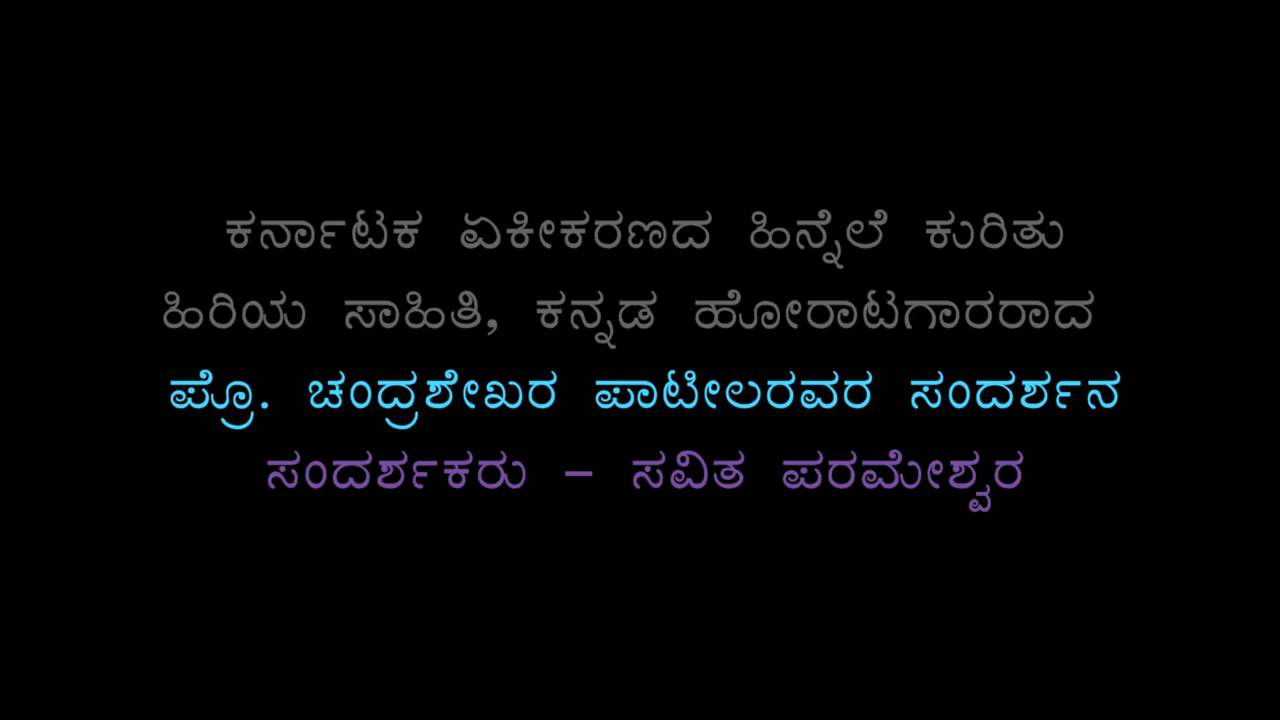 ಕರ್ನಾಟಕ ಏಕೀಕರಣದ ಹಿನ್ನೆಲೆ ಕುರಿತು
ಹಿರಿಯ ಸಾಹಿತಿ, ಕನ್ನಡ ಹೋರಾಟಗಾರರಾದ
ಪ್ರೊ. ಚಂದ್ರಶೇಖರ ಪಾಟೀಲರವರ ಸಂದರ್ಶನ
ಸಂದರ್ಶಕರು – ಸವಿತ ಪರಮೇಶ್ವರ